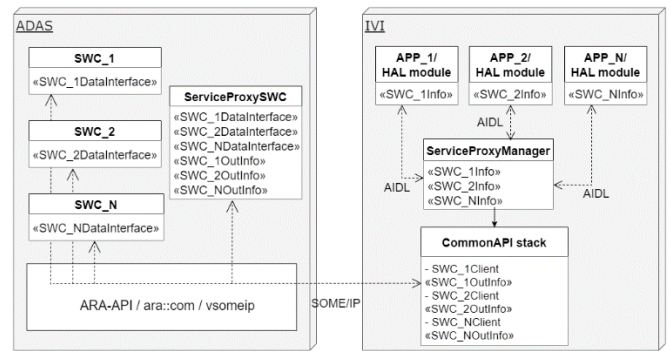 ADAS
SWC_1
«SWC_1DataInterface»
SWC_2
«SWC_2DataInterface»
SWC_N
«SWC_NDataInterface»
ServiceProxySWC
«SWC_1DataInterface»
«SWC_2DataInterface»
«SWC_NDataInterface»
«SWC_1OutInfo»
«SWC_2OutInfo»
«SWC_NOutInfo»
ARA-API / ara::com / vsomeip
SOME/IP
IVI
APP_1/
HAL module
«SWC_1Info»
APP_2/
HAL module
«SWC_2Info»
APP_N/
HAL module
«SWC_NInfo»
AIDL
AIDL
AIDL
ServiceProxyManager
«SWC_1Info»
«SWC_2Info»
«SWC_NInfo»
CommonAPI stack
- SWC_1Client
«SWC_1OutInfo»
- SWC_2Client
«SWC_2OutInfo»
- SWC_NClient
«SWC_NOutInfo»